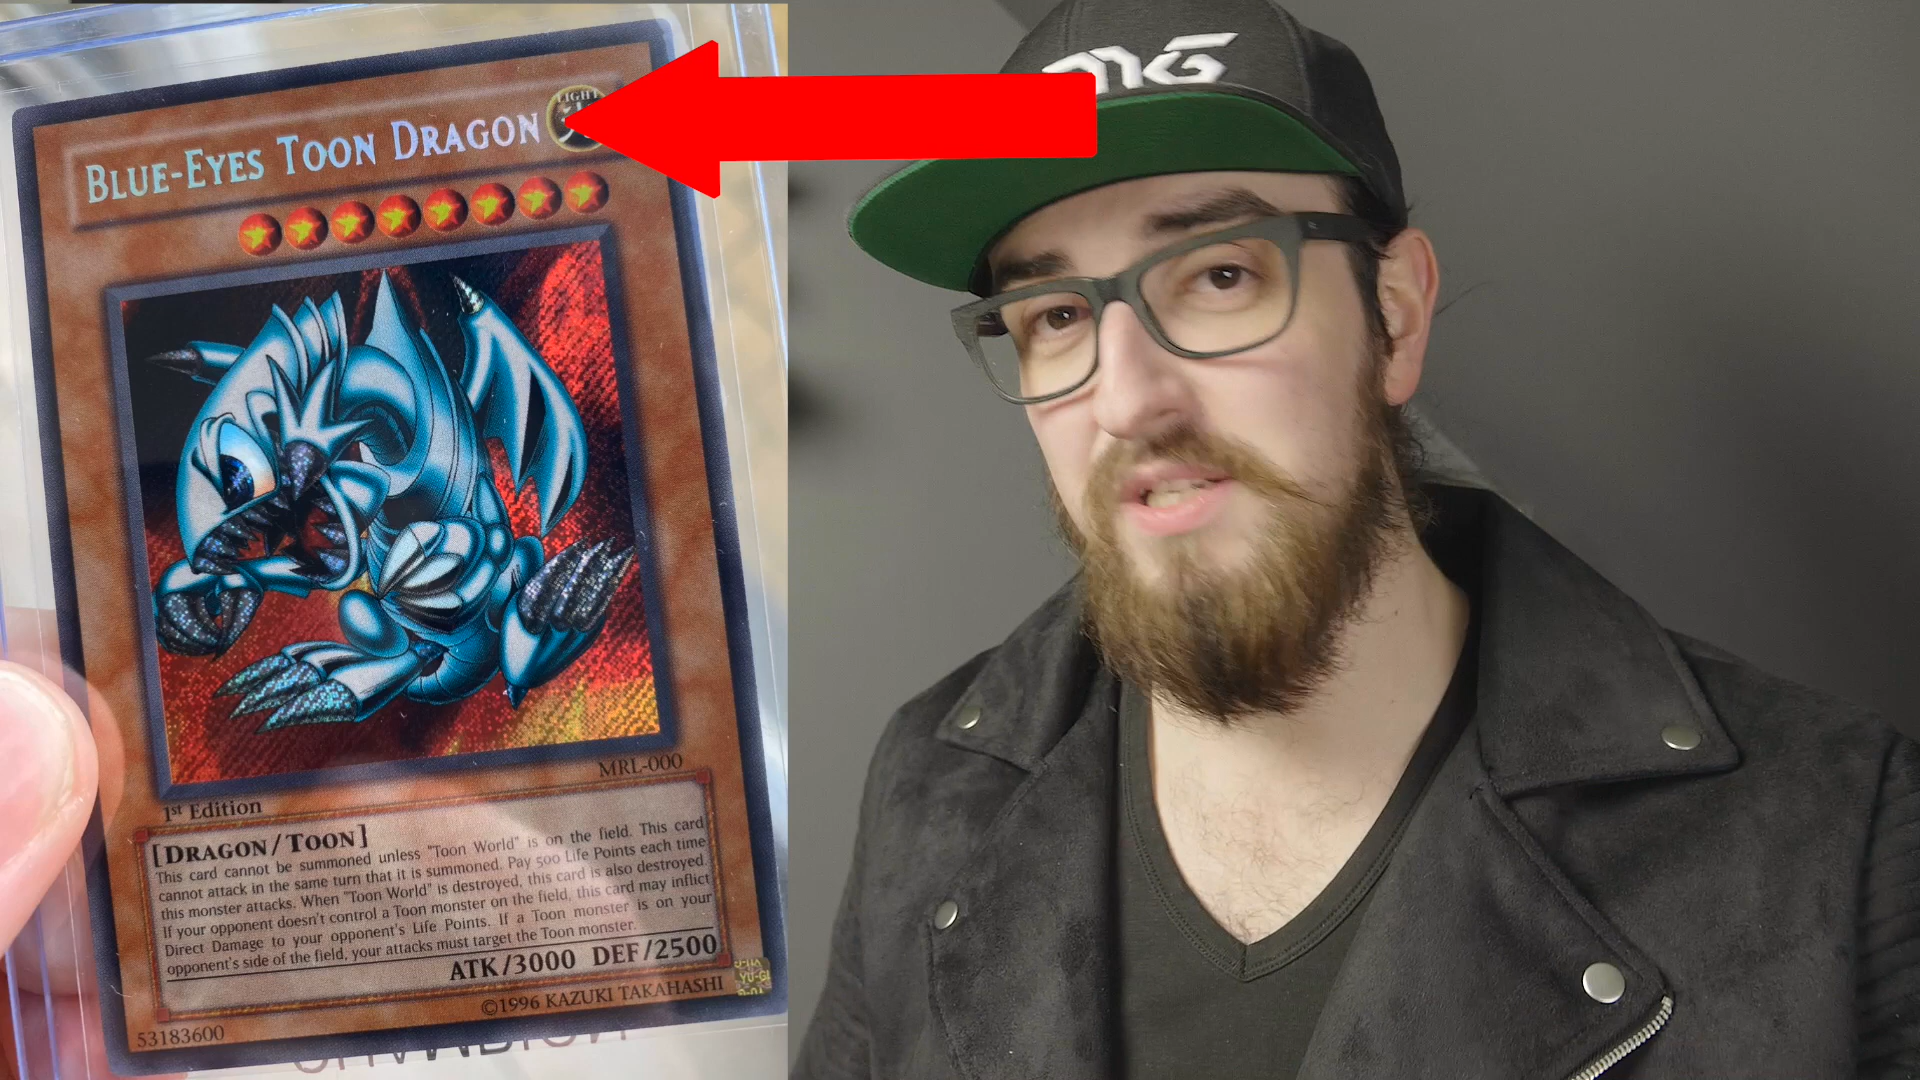 BLUE-EYES TOON DRAGON
LIGHT
MRL-000
1st Edition
[DRAGON/TOON]
This card cannot be summoned unless "Toon World" is on the field. This card
cannot attack in the same turn that it is summoned. Pay 500 Life Points each time
this monster attacks. When "Toon World" is destroyed, this card is also destroyed.
If your opponent doesn't control a Toon monster on the field, this card may inflict
Direct Damage to your opponent's Life Points. If a Toon monster is on your
opponent's side of the field, your attacks must target the Toon monster.
ATK/3000 DEF/2500
©1996 KAZUKI TAKAHASHI
53183600
MG